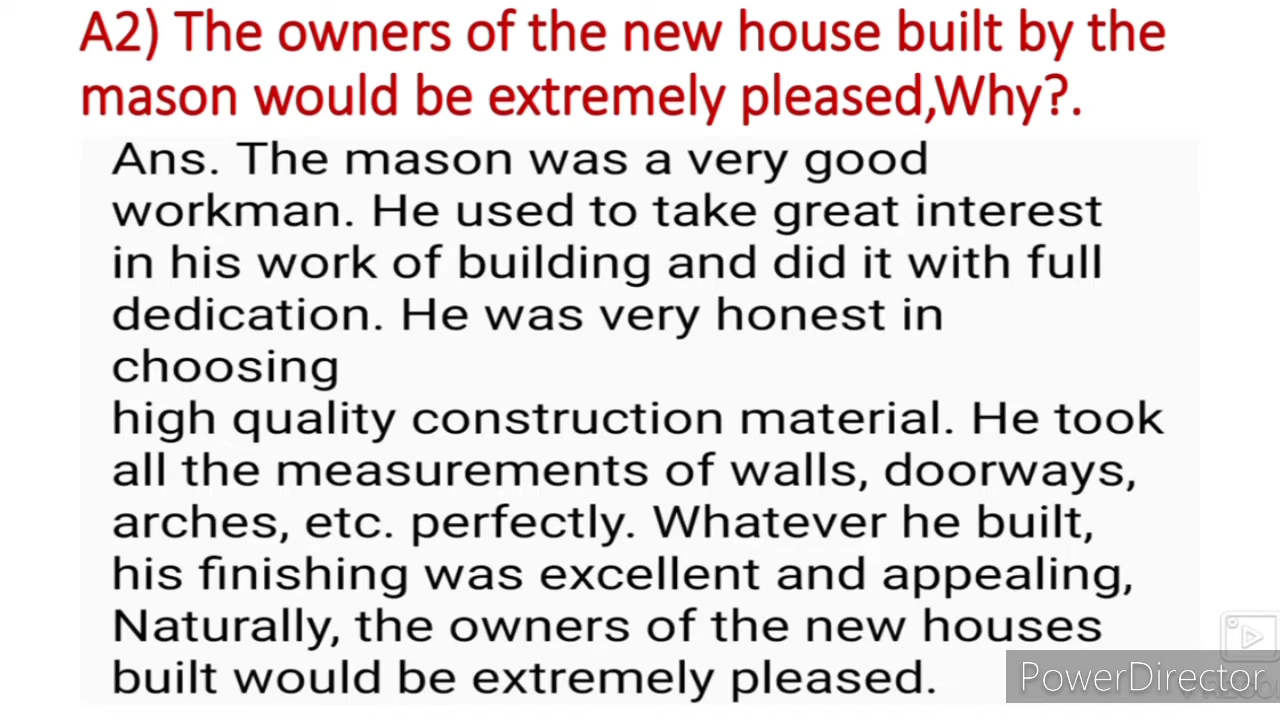 A2) The owners of the new house built by the
mason would be extremely pleased,Why?.
Ans. The mason was a very good
workman. He used to take great interest
in his work of building and did it with full
dedication. He was very honest in
choosing
high quality construction material. He took
all the measurements of walls, doorways,
arches, etc. perfectly. Whatever he built,
his finishing was excellent and appealing,
Naturally, the owners of the new houses
built would be extremely pleased.
PowerDirector